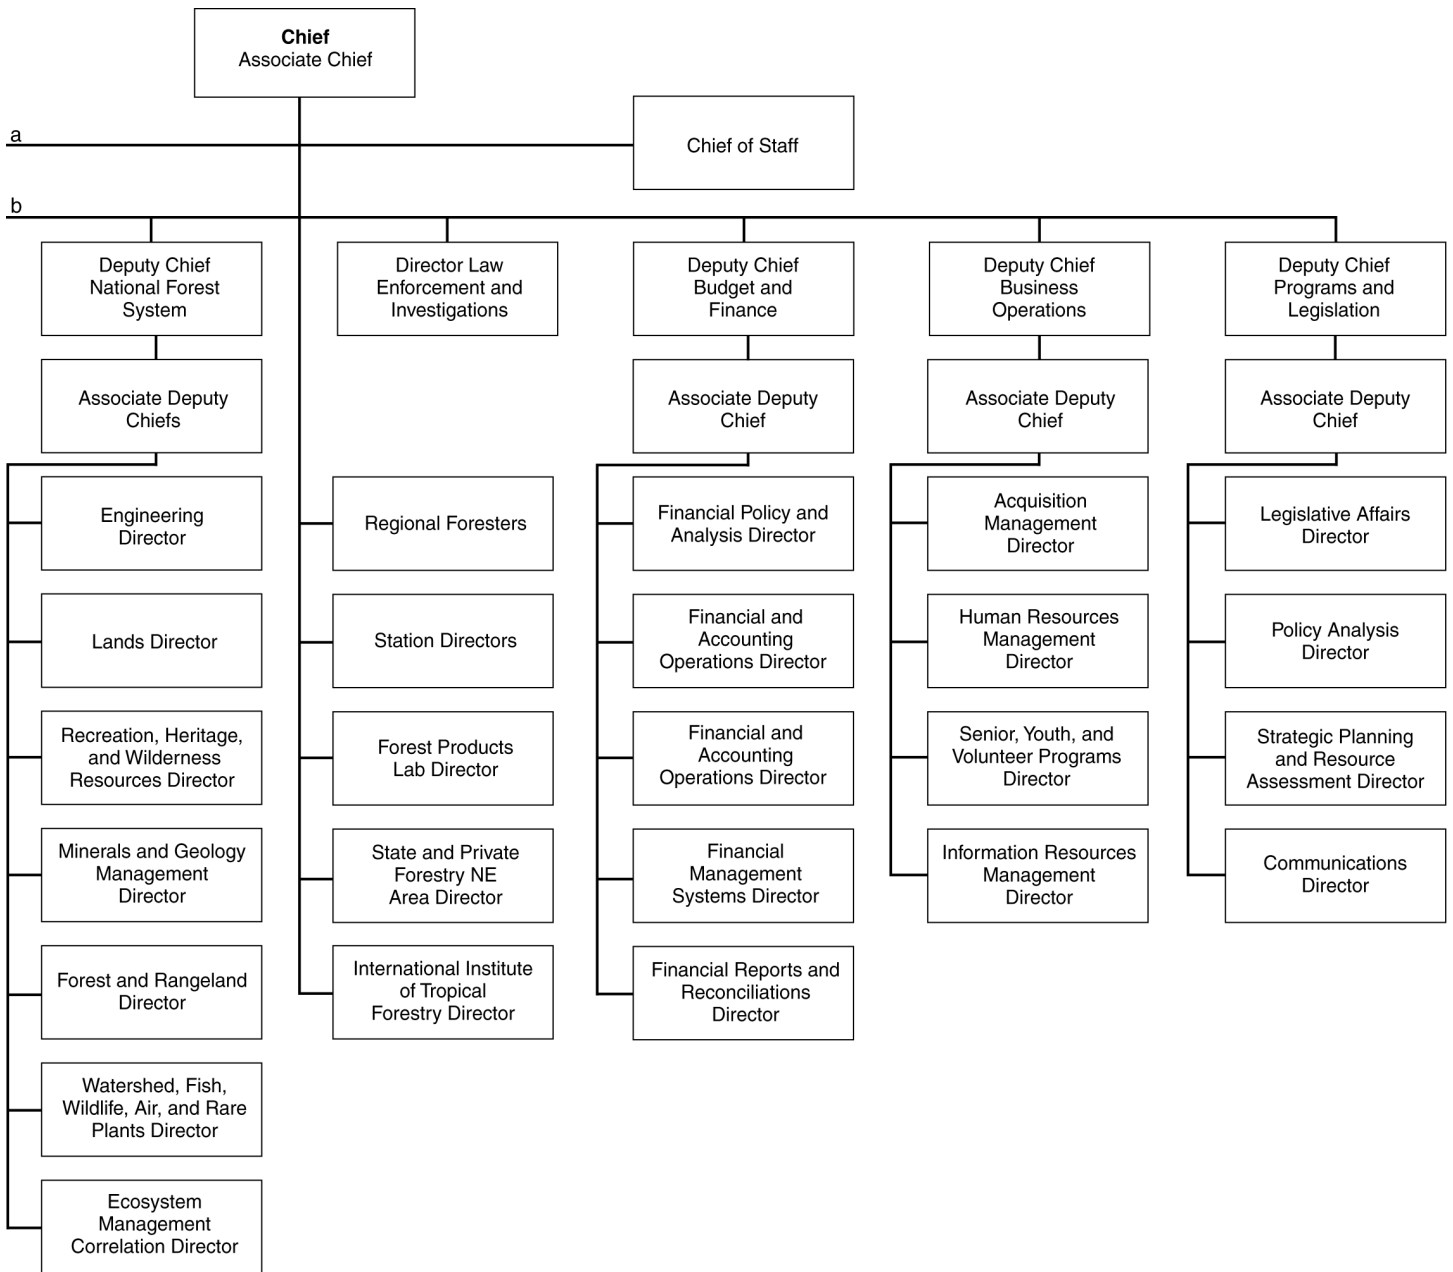 Chief
Associate Chief
a
Chief of Staff
b
Deputy Chief
National Forest
System
Director Law
Enforcement and
Investigations
Deputy Chief
Budget and
Finance
Deputy Chief
Business
Operations
Deputy Chief
Programs and
Legislation
Associate Deputy
Chiefs
Associate Deputy
Chief
Associate Deputy
Chief
Associate Deputy
Chief
Engineering
Director
Regional Foresters
Financial Policy and
Analysis Director
Acquisition
Management
Director
Legislative Affairs
Director
Lands Director
Station Directors
Financial and
Accounting
Operations Director
Human Resources
Management
Director
Policy Analysis
Director
Recreation, Heritage,
and Wilderness
Resources Director
Forest Products
Lab Director
Financial and
Accounting
Operations Director
Senior, Youth, and
Volunteer Programs
Director
Strategic Planning
and Resource
Assessment Director
Minerals and Geology
Management
Director
State and Private
Forestry NE
Area Director
Financial
Management
Systems Director
Information Resources
Management
Director
Communications
Director
Forest and Rangeland
Director
International Institute
of Tropical
Forestry Director
Financial Reports and
Reconciliations
Director
Watershed, Fish,
Wildlife, Air, and Rare
Plants Director
Ecosystem
Management
Correlation Director